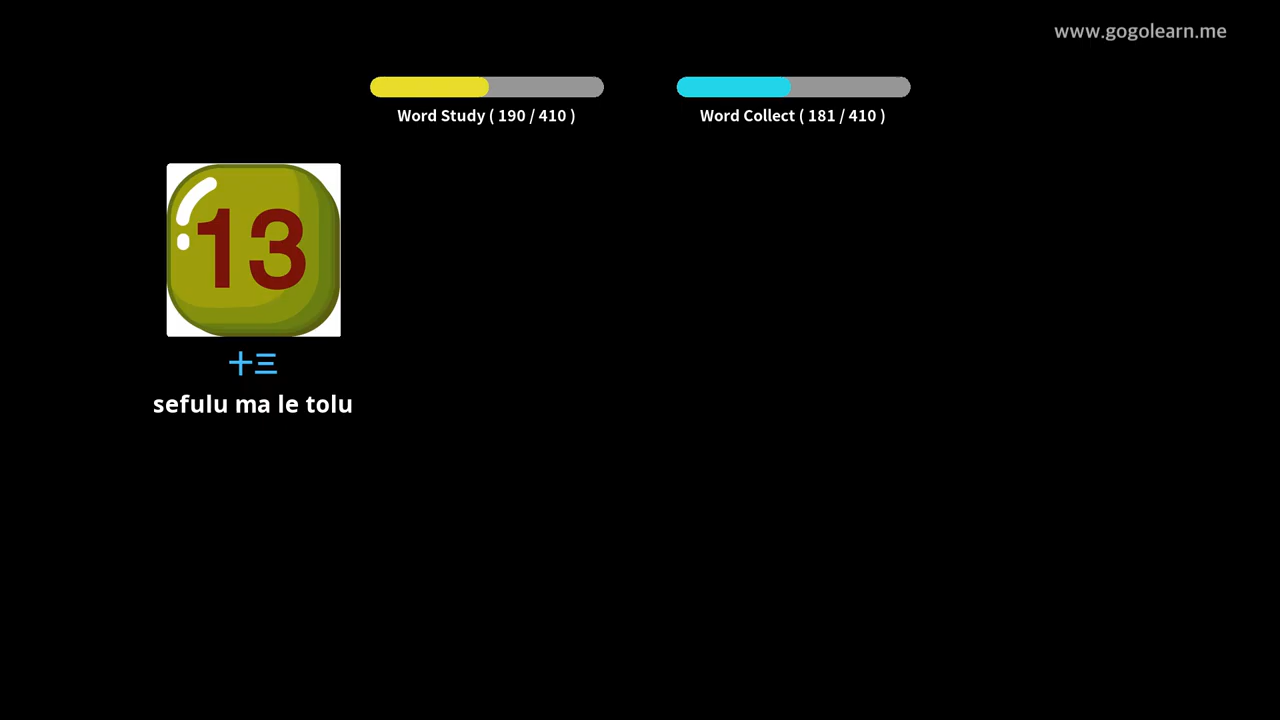 www.gogolearn.me
Word Study ( 190 / 410 )
Word Collect ( 181 / 410 )
13
十三
sefulu ma le tolu